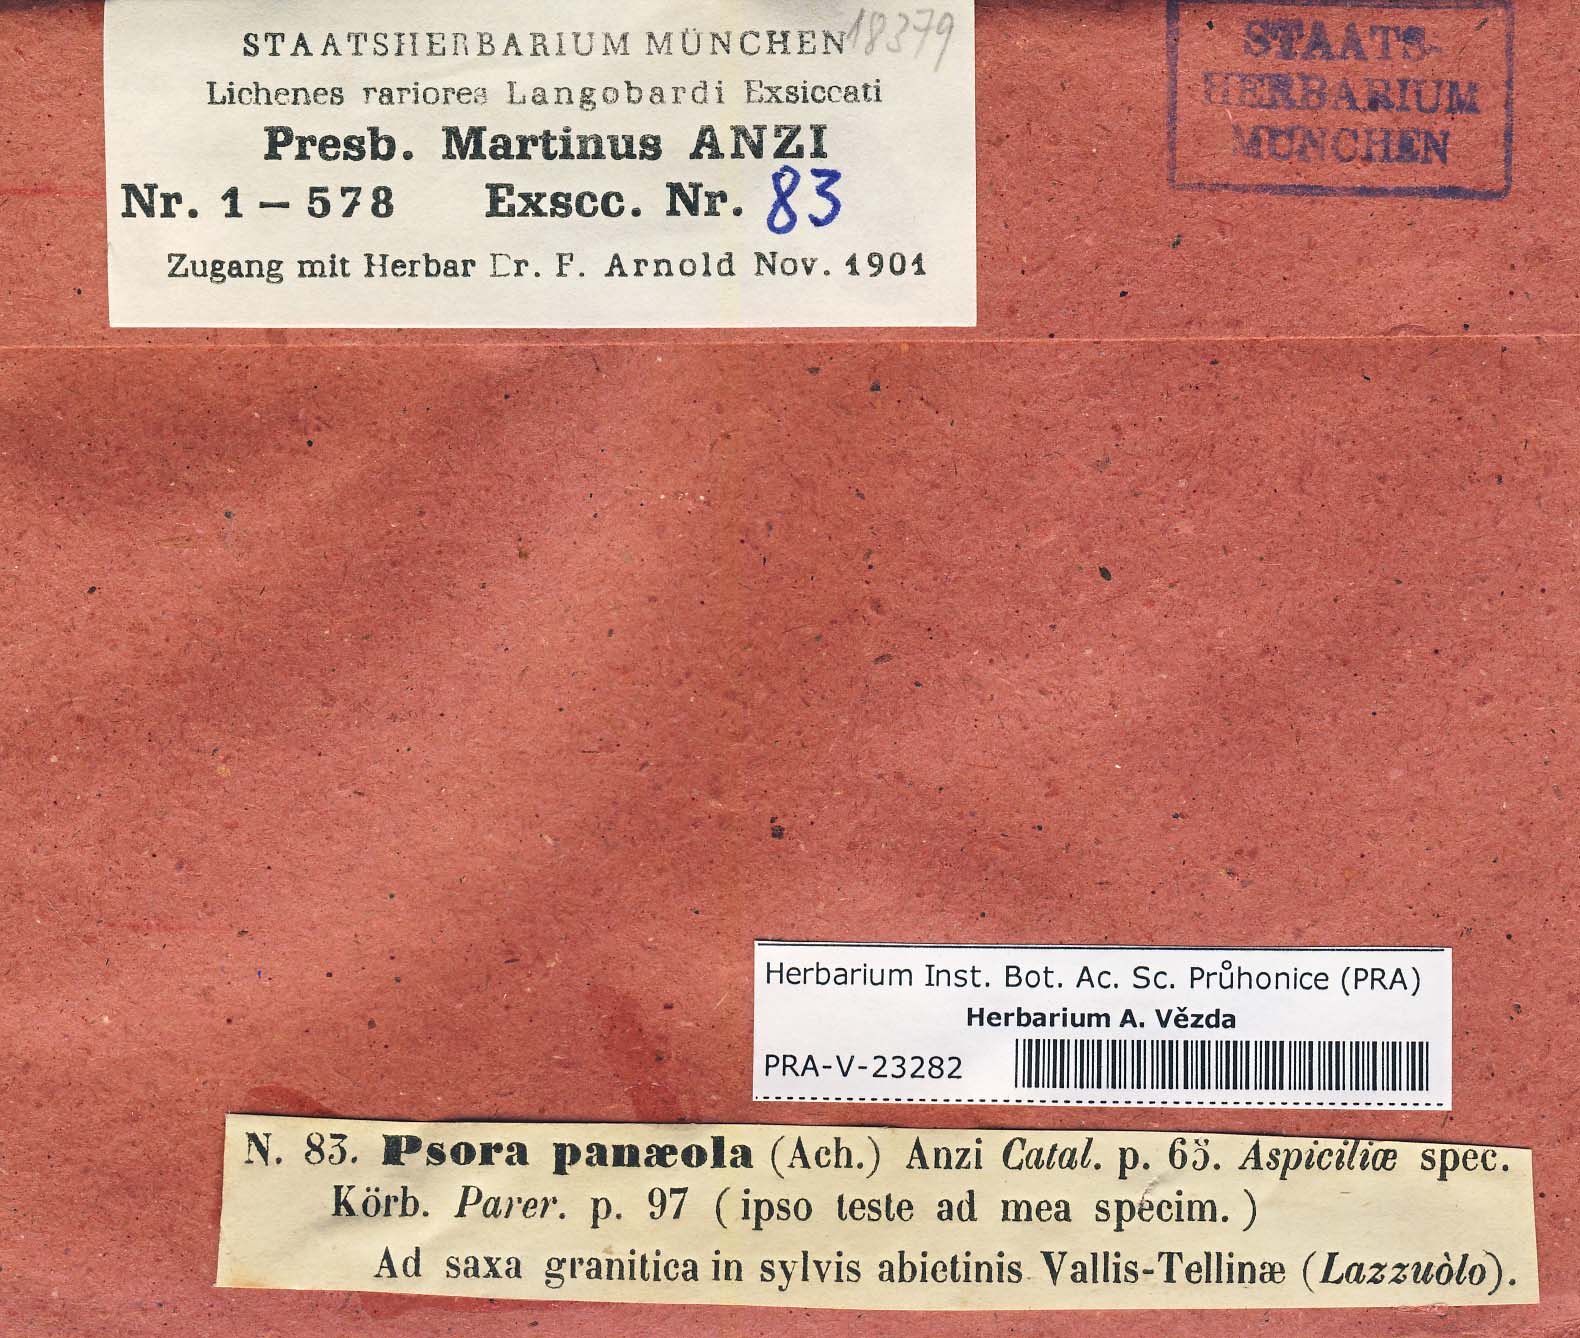 STAATSHERBARIUM MÜNCHEN 18379
Lichenes rariores Langobardi Exsiccati
Presb. Martinus ANZI
Nr. 1 – 578 Exscc. Nr. 83
Zugang mit Herbar Dr. F. Arnold Nov. 1901
STAATS-
HERBARIUM
MÜNCHEN
Herbarium Inst. Bot. Ac. Sc. Průhonice (PRA)
Herbarium A. Vězda
PRA-V-23282
N. 83. Psora panæola (Ach.) Anzi Catal. p. 65. Aspiciliæ spec.
Körb. Parer. p. 97 ( ipso teste ad mea specim. )
Ad saxa granitica in sylvis abietinis Vallis-Tellinæ (Lazzuòlo).